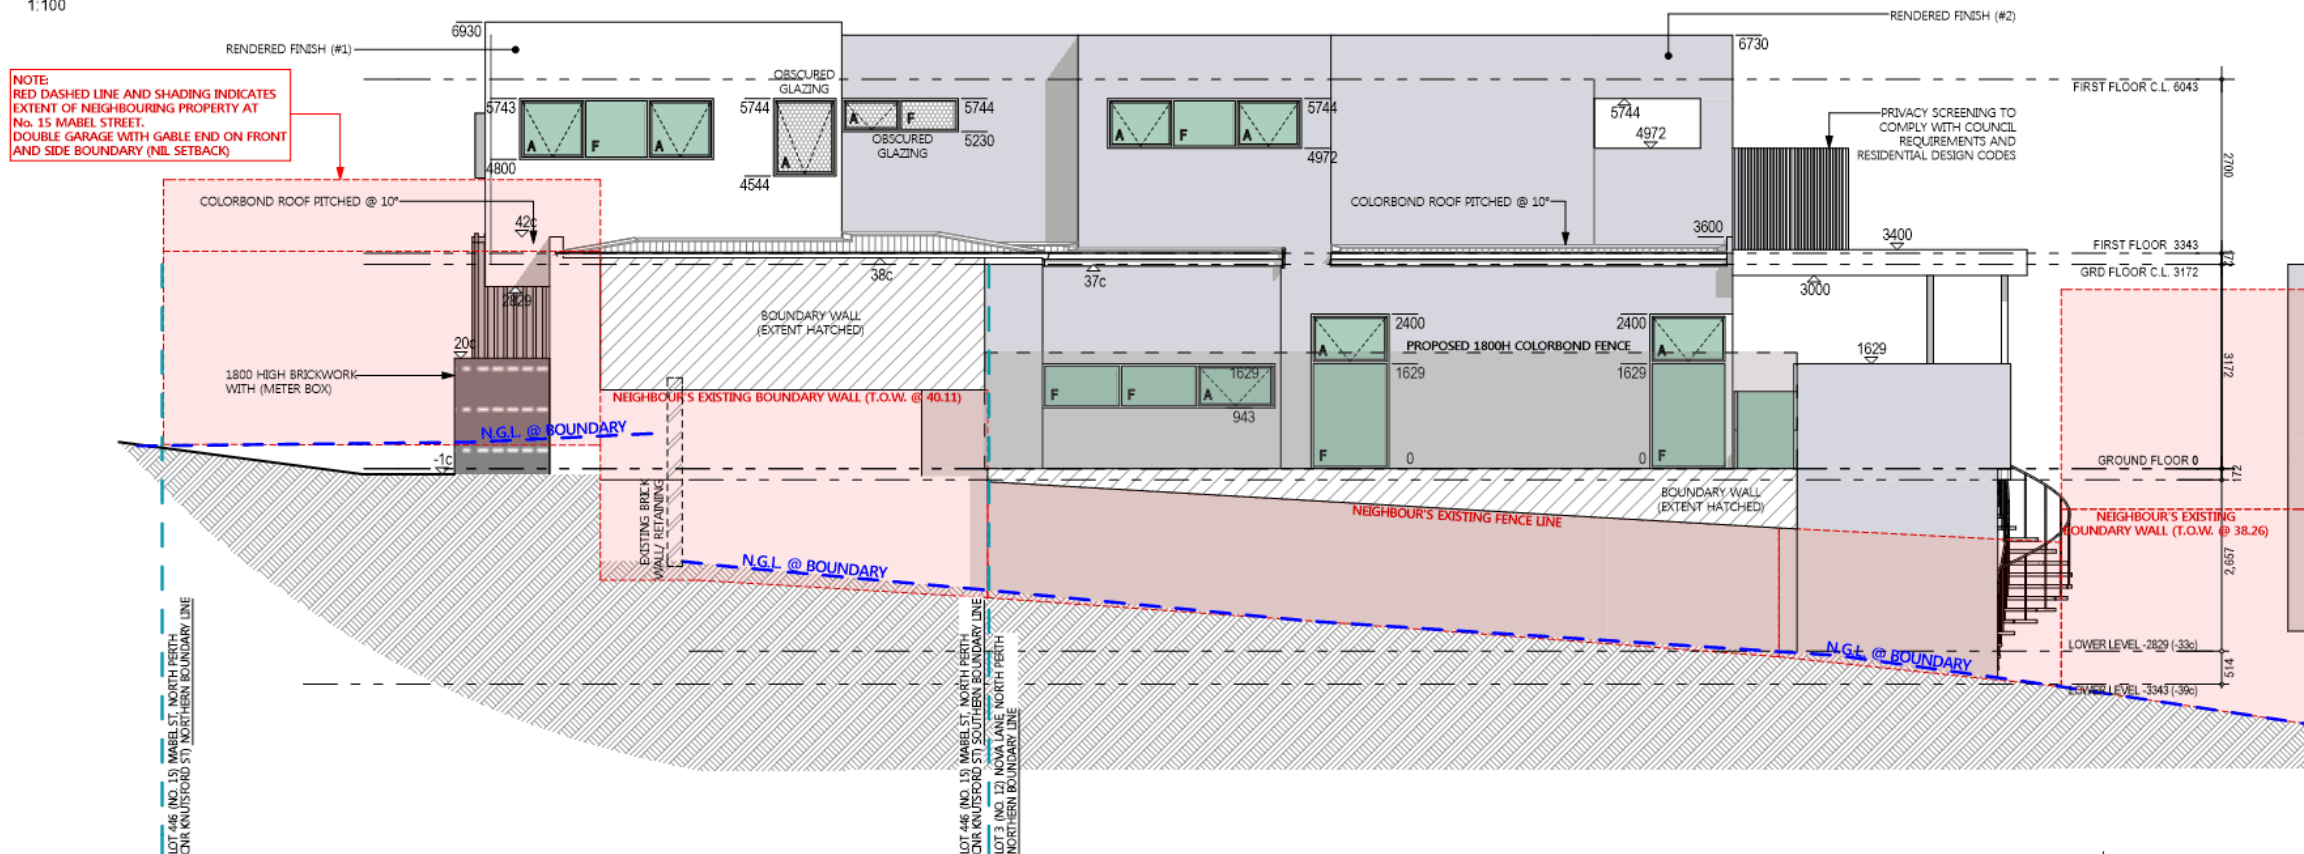 1:100
6930
RENDERED FINISH (#1)
RENDERED FINISH (#2)
6730
NOTE:
RED DASHED LINE AND SHADING INDICATES
EXTENT OF NEIGHBOURING PROPERTY AT
No. 15 MABEL STREET.
DOUBLE GARAGE WITH GABLE END ON FRONT
AND SIDE BOUNDARY (NIL SETBACK)
OBSCURED
GLAZING
FIRST FLOOR C.L. 6043
5743
A
F
A
4800
5744
A
4544
A
F
5744
5230
OBSCURED
GLAZING
A
F
A
5744
4972
5744
4972
PRIVACY SCREENING TO
COMPLY WITH COUNCIL
REQUIREMENTS AND
RESIDENTIAL DESIGN CODES
2700
COLORBOND ROOF PITCHED @ 10°
COLORBOND ROOF PITCHED @ 10°
42c
3600
3400
FIRST FLOOR 3343
172
GRD FLOOR C.L. 3172
38c
37c
3000
2829
BOUNDARY WALL
(EXTENT HATCHED)
2400
2400
PROPOSED 1800H COLORBOND FENCE
20c
1629
1800 HIGH BRICKWORK
WITH (METER BOX)
A
1629
1629
1629
A
3172
F
F
A
943
NEIGHBOUR'S EXISTING BOUNDARY WALL (T.O.W. @ 40.11)
N.G.L. @ BOUNDARY
-1c
F
0
0
F
GROUND FLOOR 0
172
EXISTING BRICK
WALL/ RETAINING
BOUNDARY WALL
(EXTENT HATCHED)
NEIGHBOUR'S EXISTING FENCE LINE
NEIGHBOUR'S EXISTING
BOUNDARY WALL (T.O.W. @ 38.26)
N.G.L. @ BOUNDARY
2,657
LOWER LEVEL -2829 (-33c)
N.G.L. @ BOUNDARY
514
LOWER LEVEL -3343 (-39c)
LOT 446 (NO. 15) MABEL ST, NORTH PERTH
CNR KNUTSFORD ST) NORTHERN BOUNDARY LINE
LOT 446 (NO. 15) MABEL ST, NORTH PERTH
CNR KNUTSFORD ST) SOUTHERN BOUNDARY LINE
LOT 3 (NO. 12) NOVA LANE, NORTH PERTH
NORTHERN BOUNDARY LINE